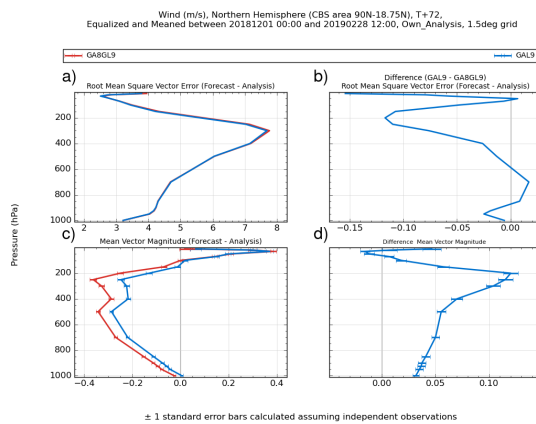 Wind (m/s), Northern Hemisphere (CBS area 90N-18.75N), T+72,
Equalized and Meaned between 20181201 00:00 and 20190228 12:00, Own_Analysis, 1.5deg grid
GA8GL9 GAL9
a) b)
Root Mean Square Vector Error (Forecast - Analysis)
Difference (GAL9 - GA8GL9)
Root Mean Square Vector Error (Forecast - Analysis)
200
400
600
800
1000
2 3 4 5 6 7 8
−0.15 −0.10 −0.05 0.00
Pressure (hPa)
c) d)
Mean Vector Magnitude (Forecast - Analysis)
Difference Mean Vector Magnitude
200
400
600
800
1000
−0.4 −0.2 0.0 0.2 0.4
0.00 0.05 0.10
± 1 standard error bars calculated assuming independent observations